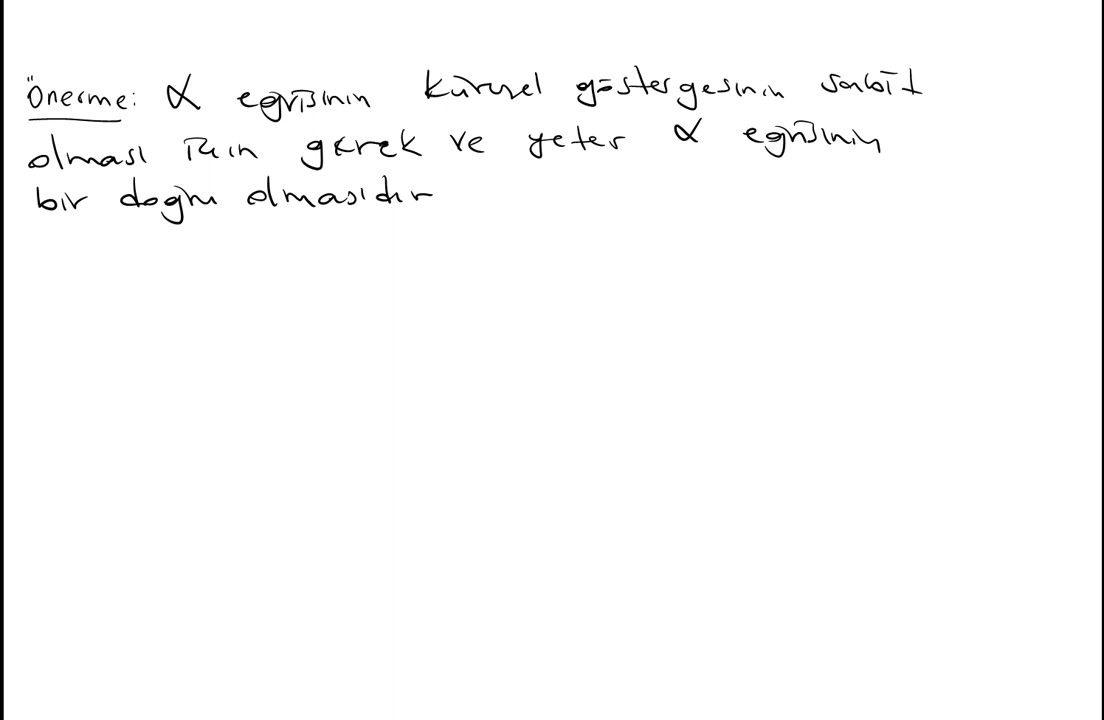 Önerme: α eğrisinin küresel göstergesinin sabit
olması için gerek ve yeter α eğrisinin
bir doğru olmasıdır